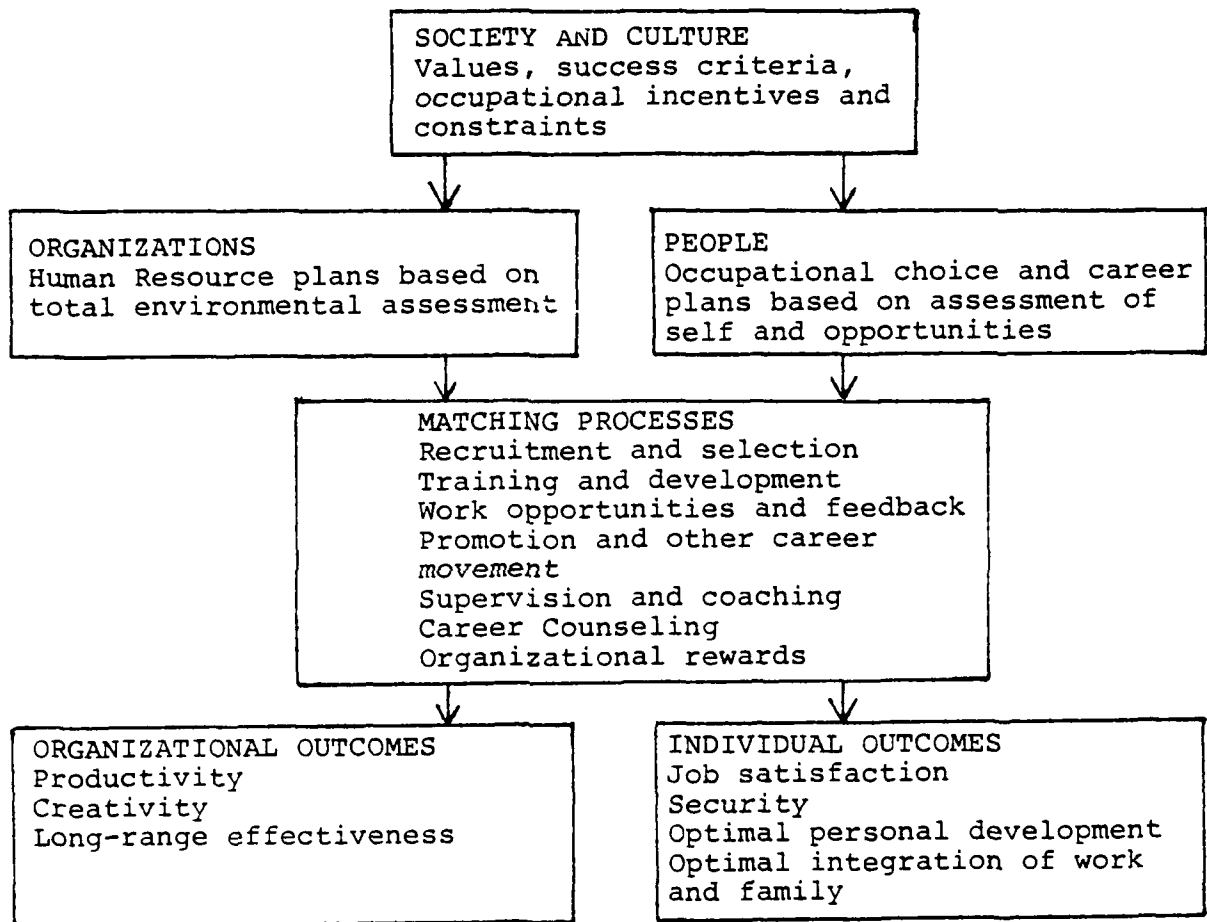 SOCIETY AND CULTURE
Values, success criteria,
occupational incentives and
constraints
ORGANIZATIONS
Human Resource plans based on
total environmental assessment
PEOPLE
Occupational choice and career
plans based on assessment of
self and opportunities
MATCHING PROCESSES
Recruitment and selection
Training and development
Work opportunities and feedback
Promotion and other career
movement
Supervision and coaching
Career Counseling
Organizational rewards
ORGANIZATIONAL OUTCOMES
Productivity
Creativity
Long-range effectiveness
INDIVIDUAL OUTCOMES
Job satisfaction
Security
Optimal personal development
Optimal integration of work
and family